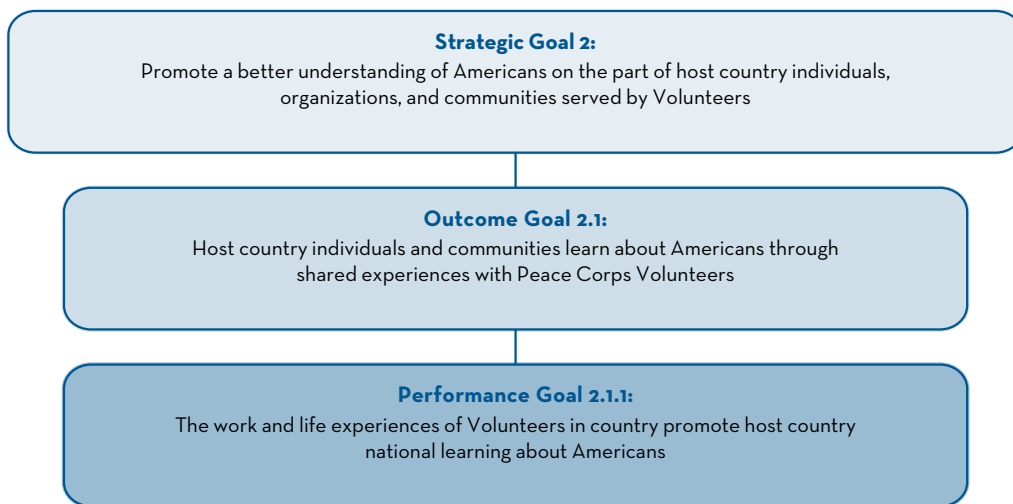 Strategic Goal 2:
Promote a better understanding of Americans on the part of host country individuals,
organizations, and communities served by Volunteers
Outcome Goal 2.1:
Host country individuals and communities learn about Americans through
shared experiences with Peace Corps Volunteers
Performance Goal 2.1.1:
The work and life experiences of Volunteers in country promote host country
national learning about Americans